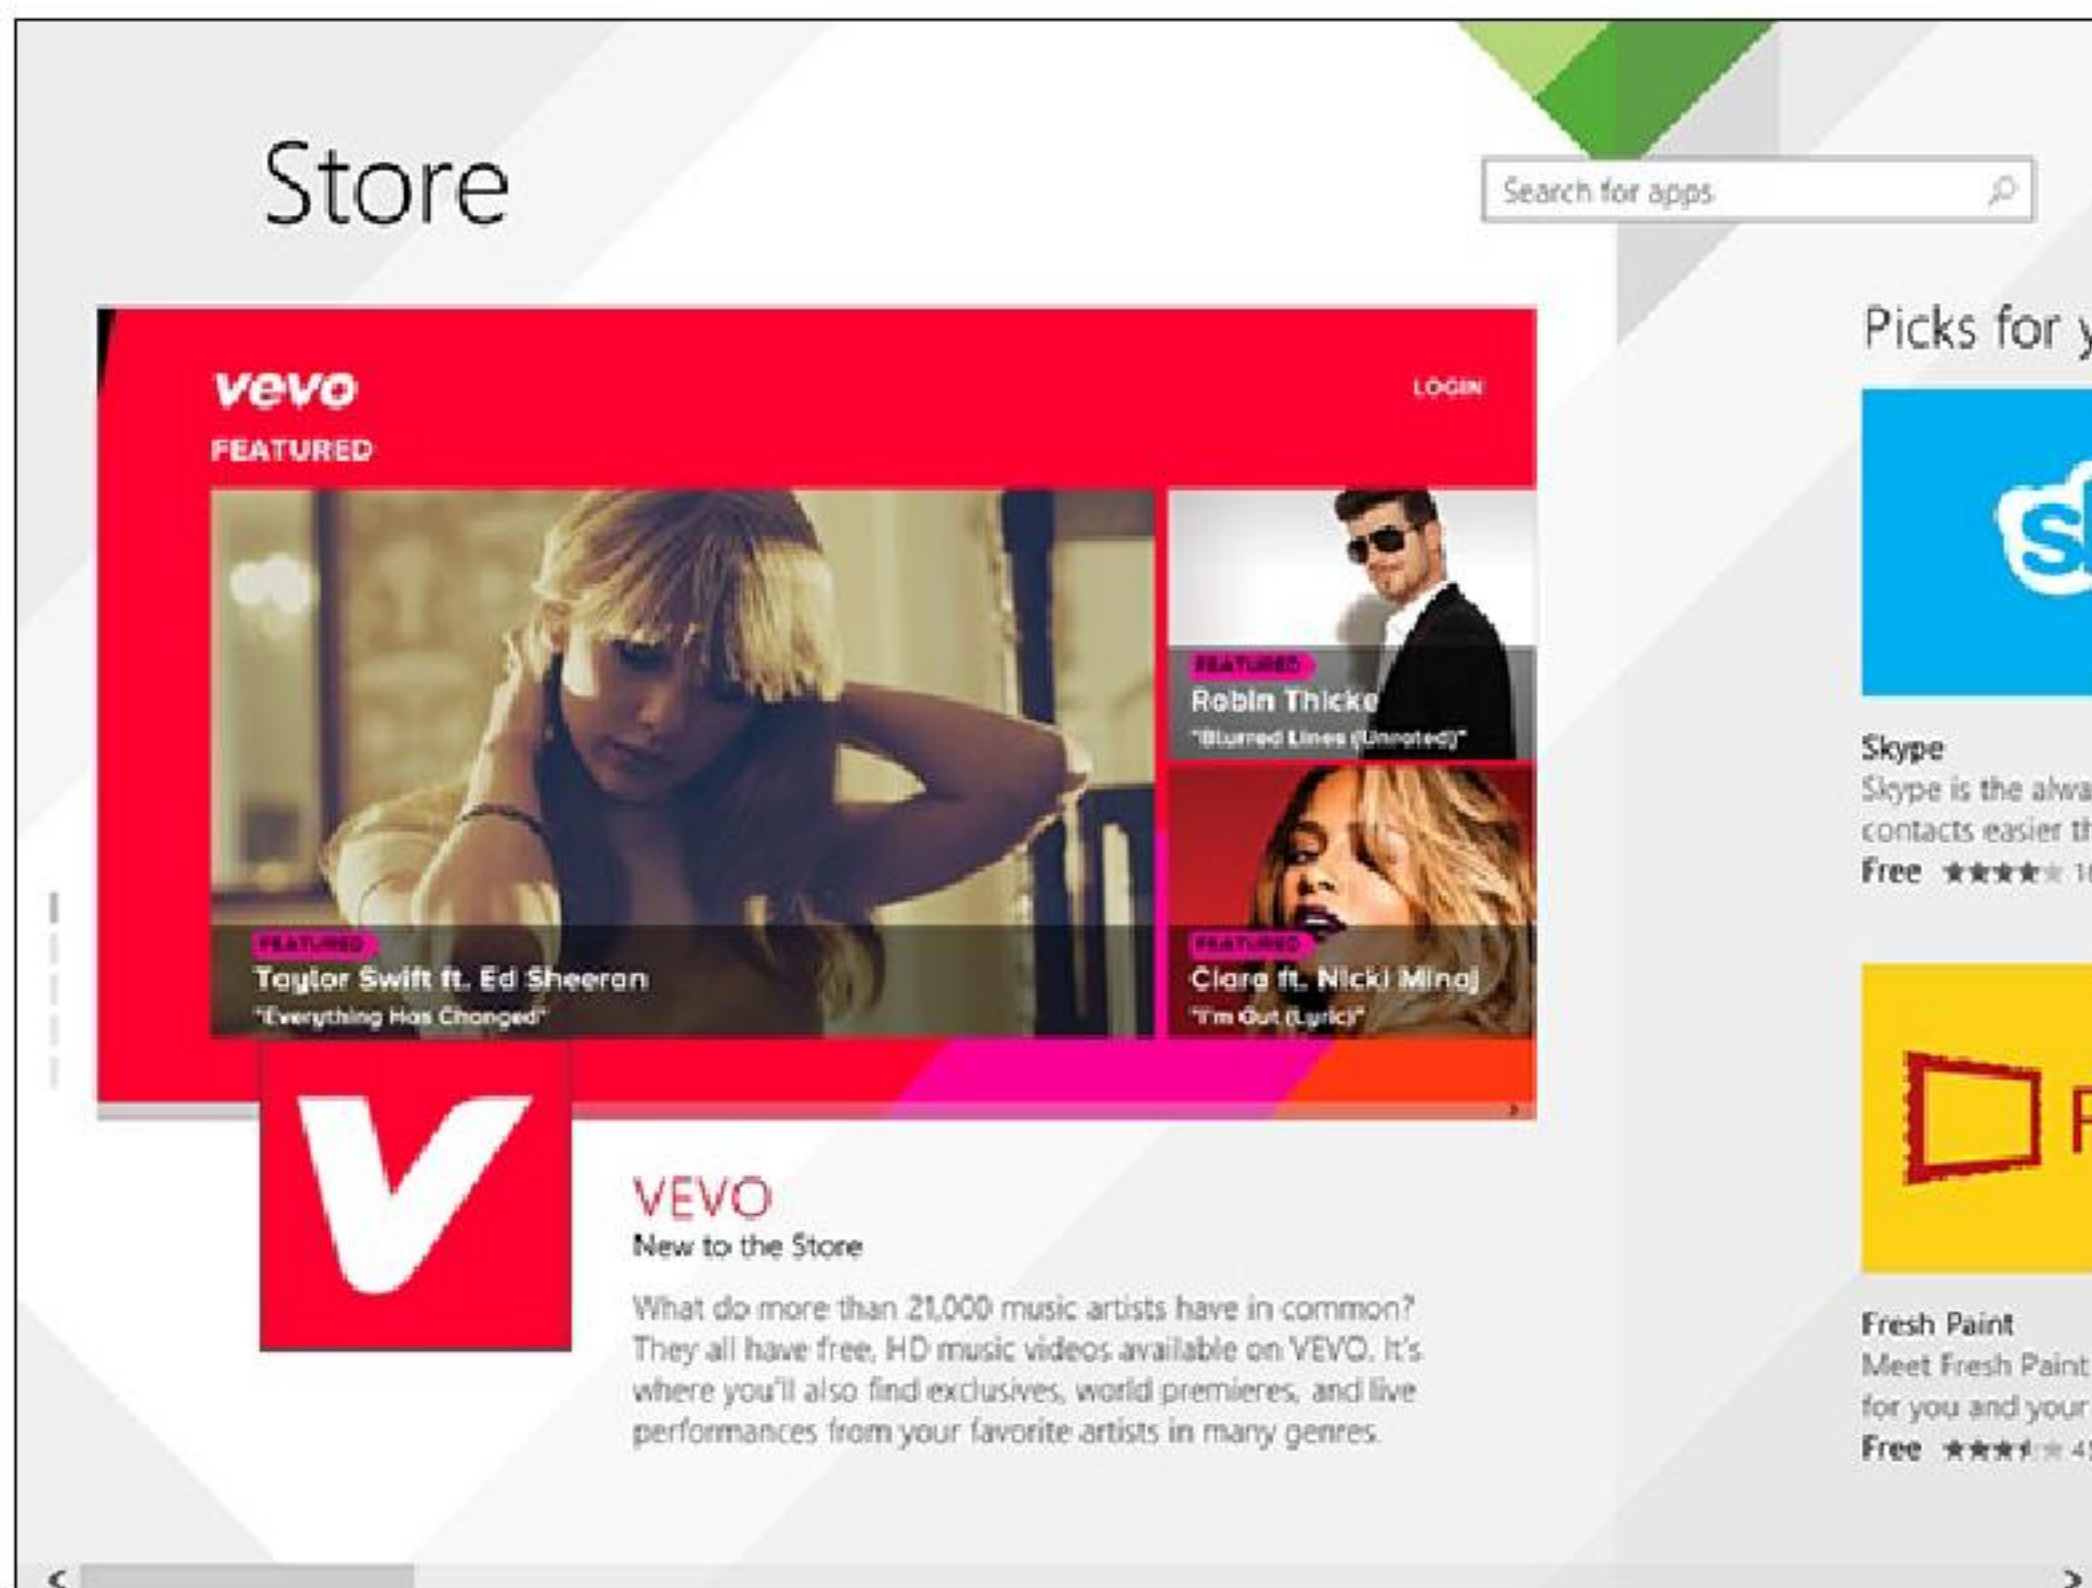 Store
Search for apps
vevo
LOGIN
FEATURED
FEATURED
Taylor Swift ft. Ed Sheeran
"Everything Has Changed"
FEATURED
Robin Thicke
"Blurred Lines (Unrated)"
FEATURED
Ciara ft. Nicki Minaj
"I'm Out (Lyric)"
V
VEVO
New to the Store
What do more than 21,000 music artists have in common?
They all have free, HD music videos available on VEVO. It's
where you'll also find exclusives, world premieres, and live
performances from your favorite artists in many genres.
Picks for
Skype
Skype is the
contacts easier
Free
Fresh Paint
Meet Fresh Paint
for you and your
Free